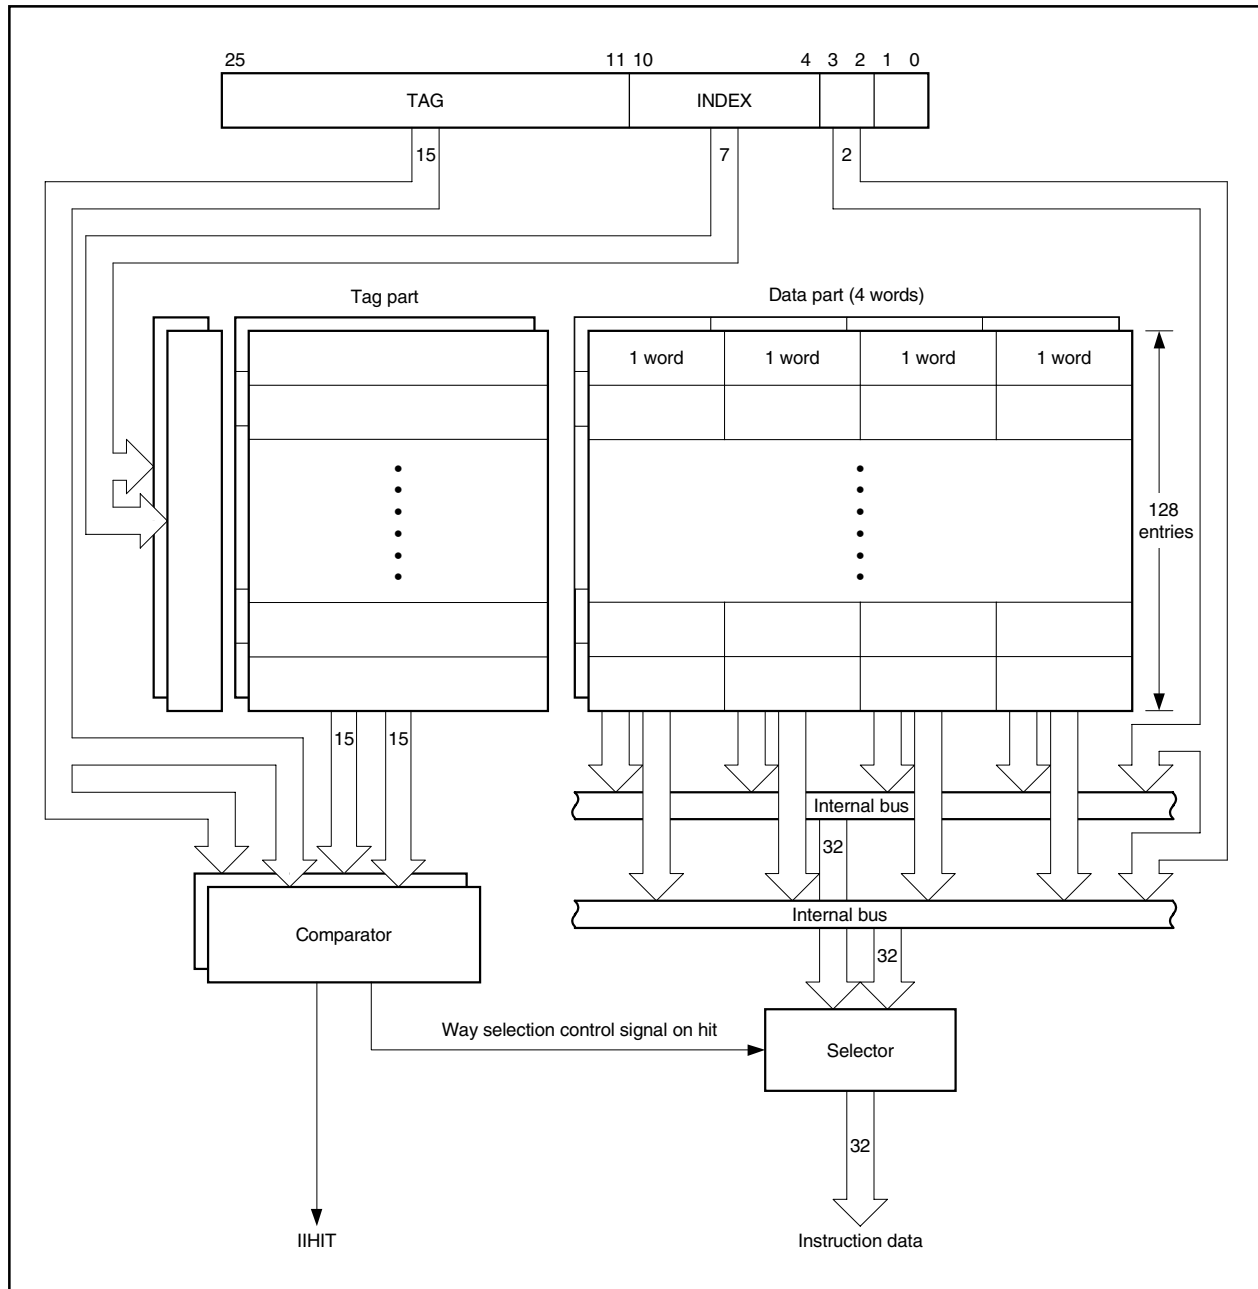 25 11 10 4 3 2 1 0
TAG INDEX
15 7 2
Tag part Data part (4 words)
1 word 1 word 1 word 1 word
128
entries
15 15
Internal bus
32
Internal bus
Comparator
32
Way selection control signal on hit
Selector
32
IIHIT Instruction data